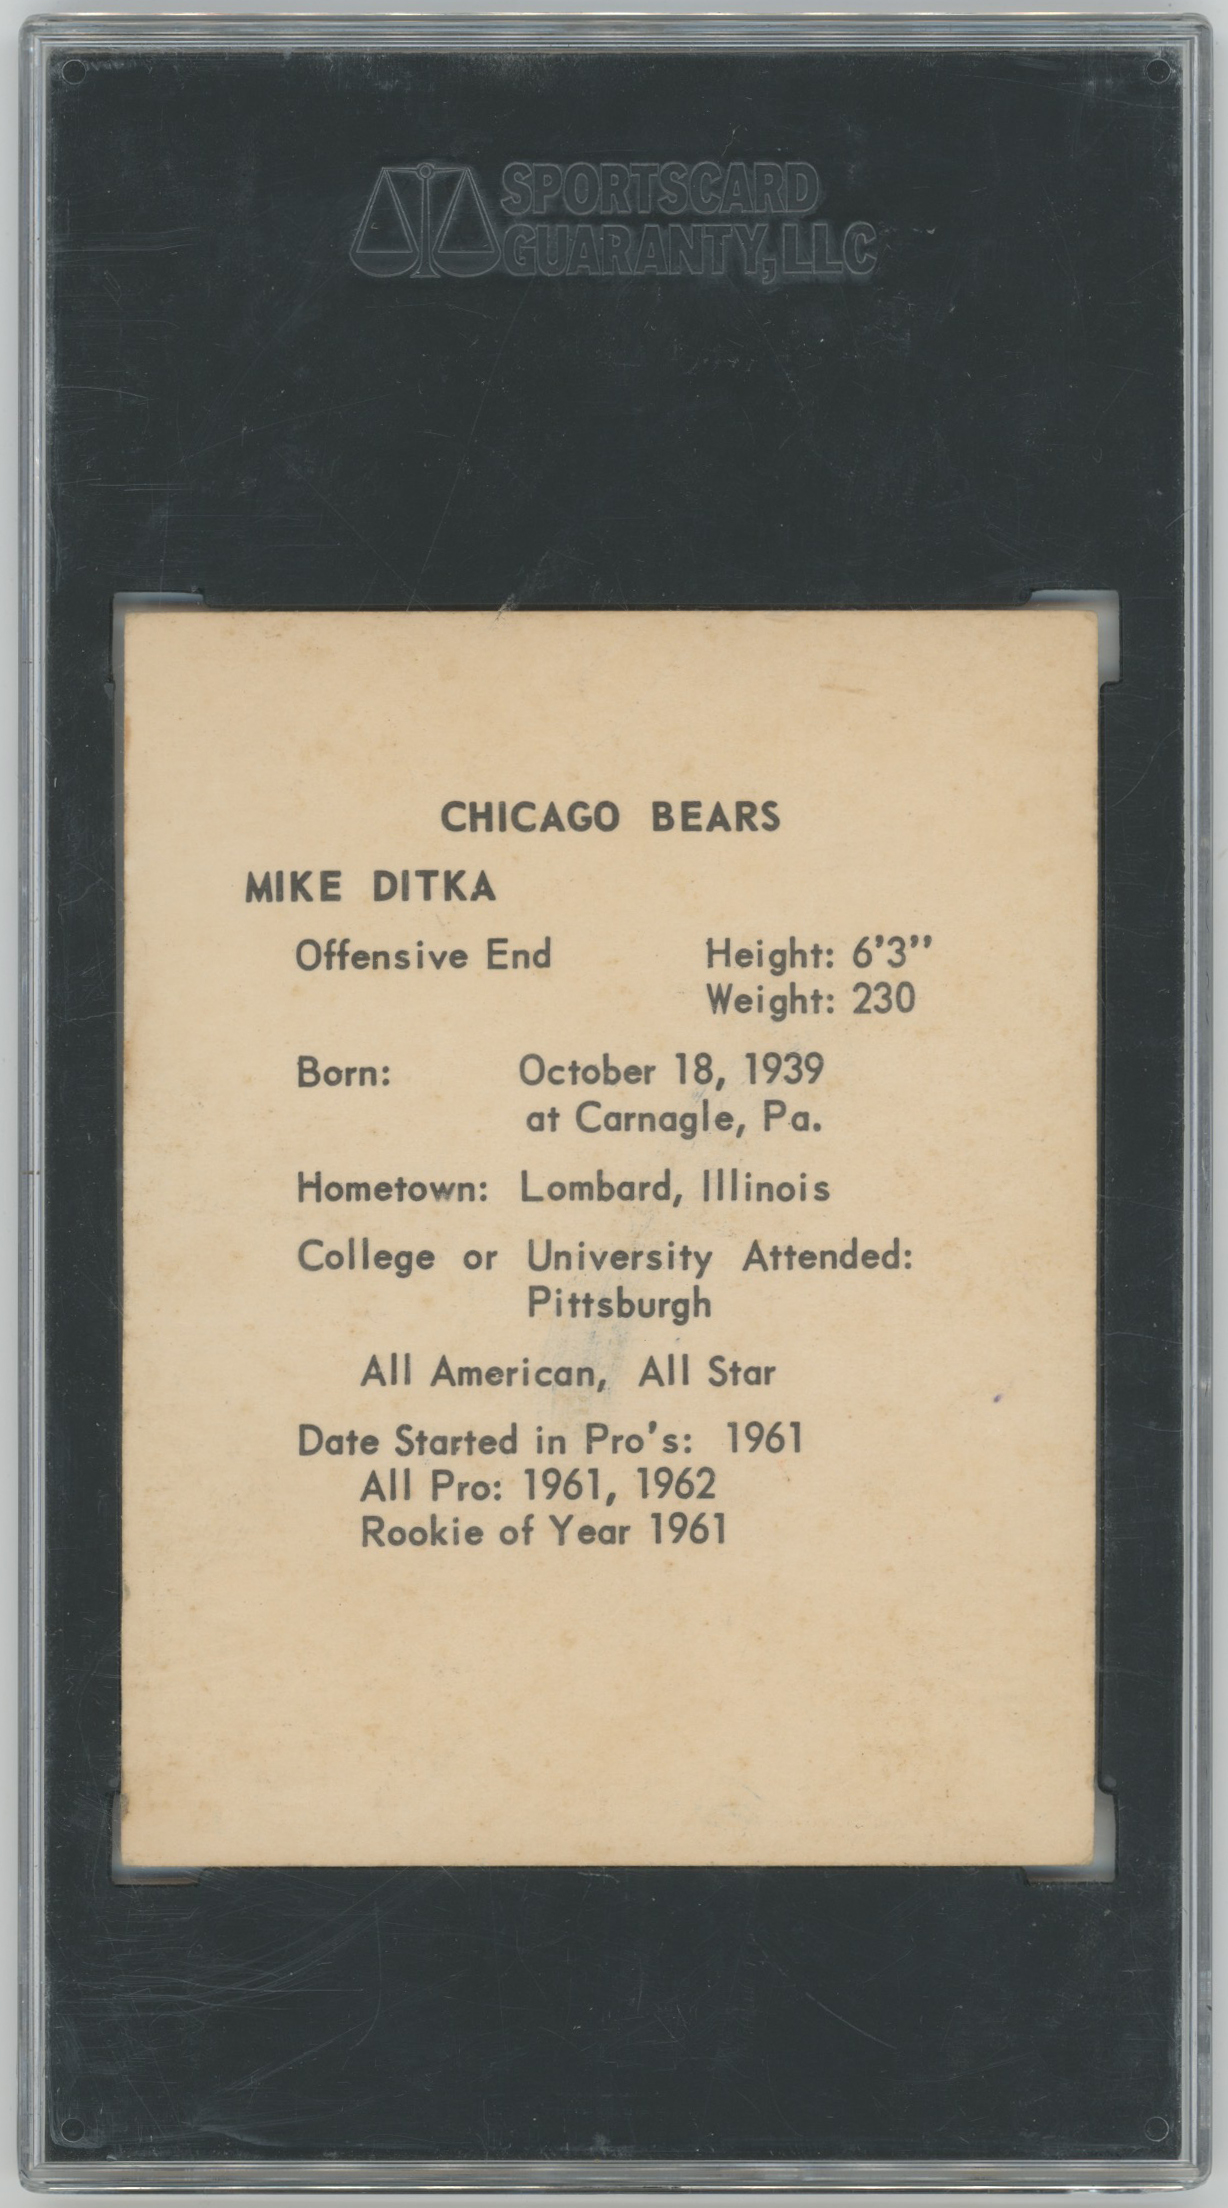 SPORTSCARD
GUARANTY, LLC
CHICAGO BEARS
MIKE DITKA
Offensive End Height: 6'3"
Weight: 230
Born: October 18, 1939
at Carnagle, Pa.
Hometown: Lombard, Illinois
College or University Attended:
Pittsburgh
All American, All Star
Date Started in Pro's: 1961
All Pro: 1961, 1962
Rookie of Year 1961